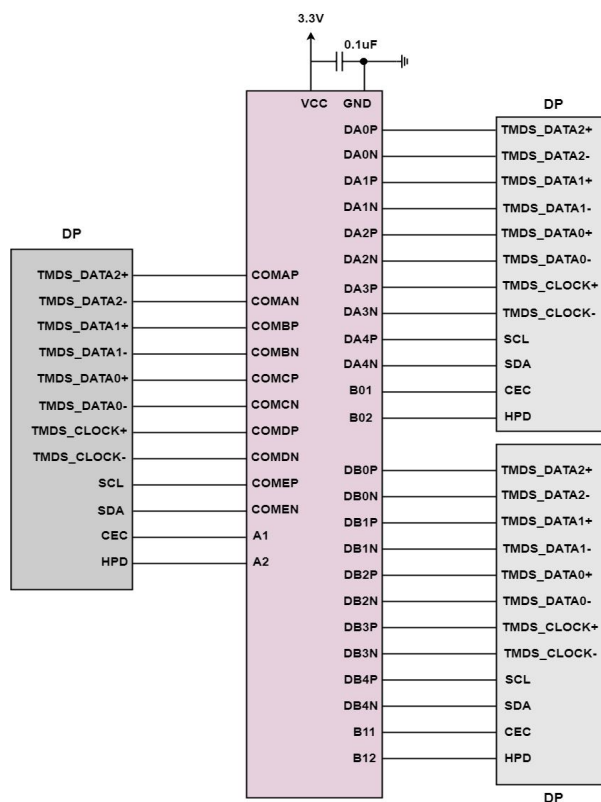 3.3V
0.1uF
VCC GND
DP
TMDS_DATA2+
TMDS_DATA2-
TMDS_DATA1+
TMDS_DATA1-
TMDS_DATA0+
TMDS_DATA0-
TMDS_CLOCK+
TMDS_CLOCK-
SCL
SDA
CEC
HPD
COMAP
COMAN
COMBP
COMBN
COMCP
COMCN
COMDP
COMDN
COMEP
COMEN
A1
A2
DA0P
DA0N
DA1P
DA1N
DA2P
DA2N
DA3P
DA3N
DA4P
DA4N
B01
B02
DB0P
DB0N
DB1P
DB1N
DB2P
DB2N
DB3P
DB3N
DB4P
DB4N
B11
B12
DP
TMDS_DATA2+
TMDS_DATA2-
TMDS_DATA1+
TMDS_DATA1-
TMDS_DATA0+
TMDS_DATA0-
TMDS_CLOCK+
TMDS_CLOCK-
SCL
SDA
CEC
HPD
TMDS_DATA2+
TMDS_DATA2-
TMDS_DATA1+
TMDS_DATA1-
TMDS_DATA0+
TMDS_DATA0-
TMDS_CLOCK+
TMDS_CLOCK-
SCL
SDA
CEC
HPD
DP